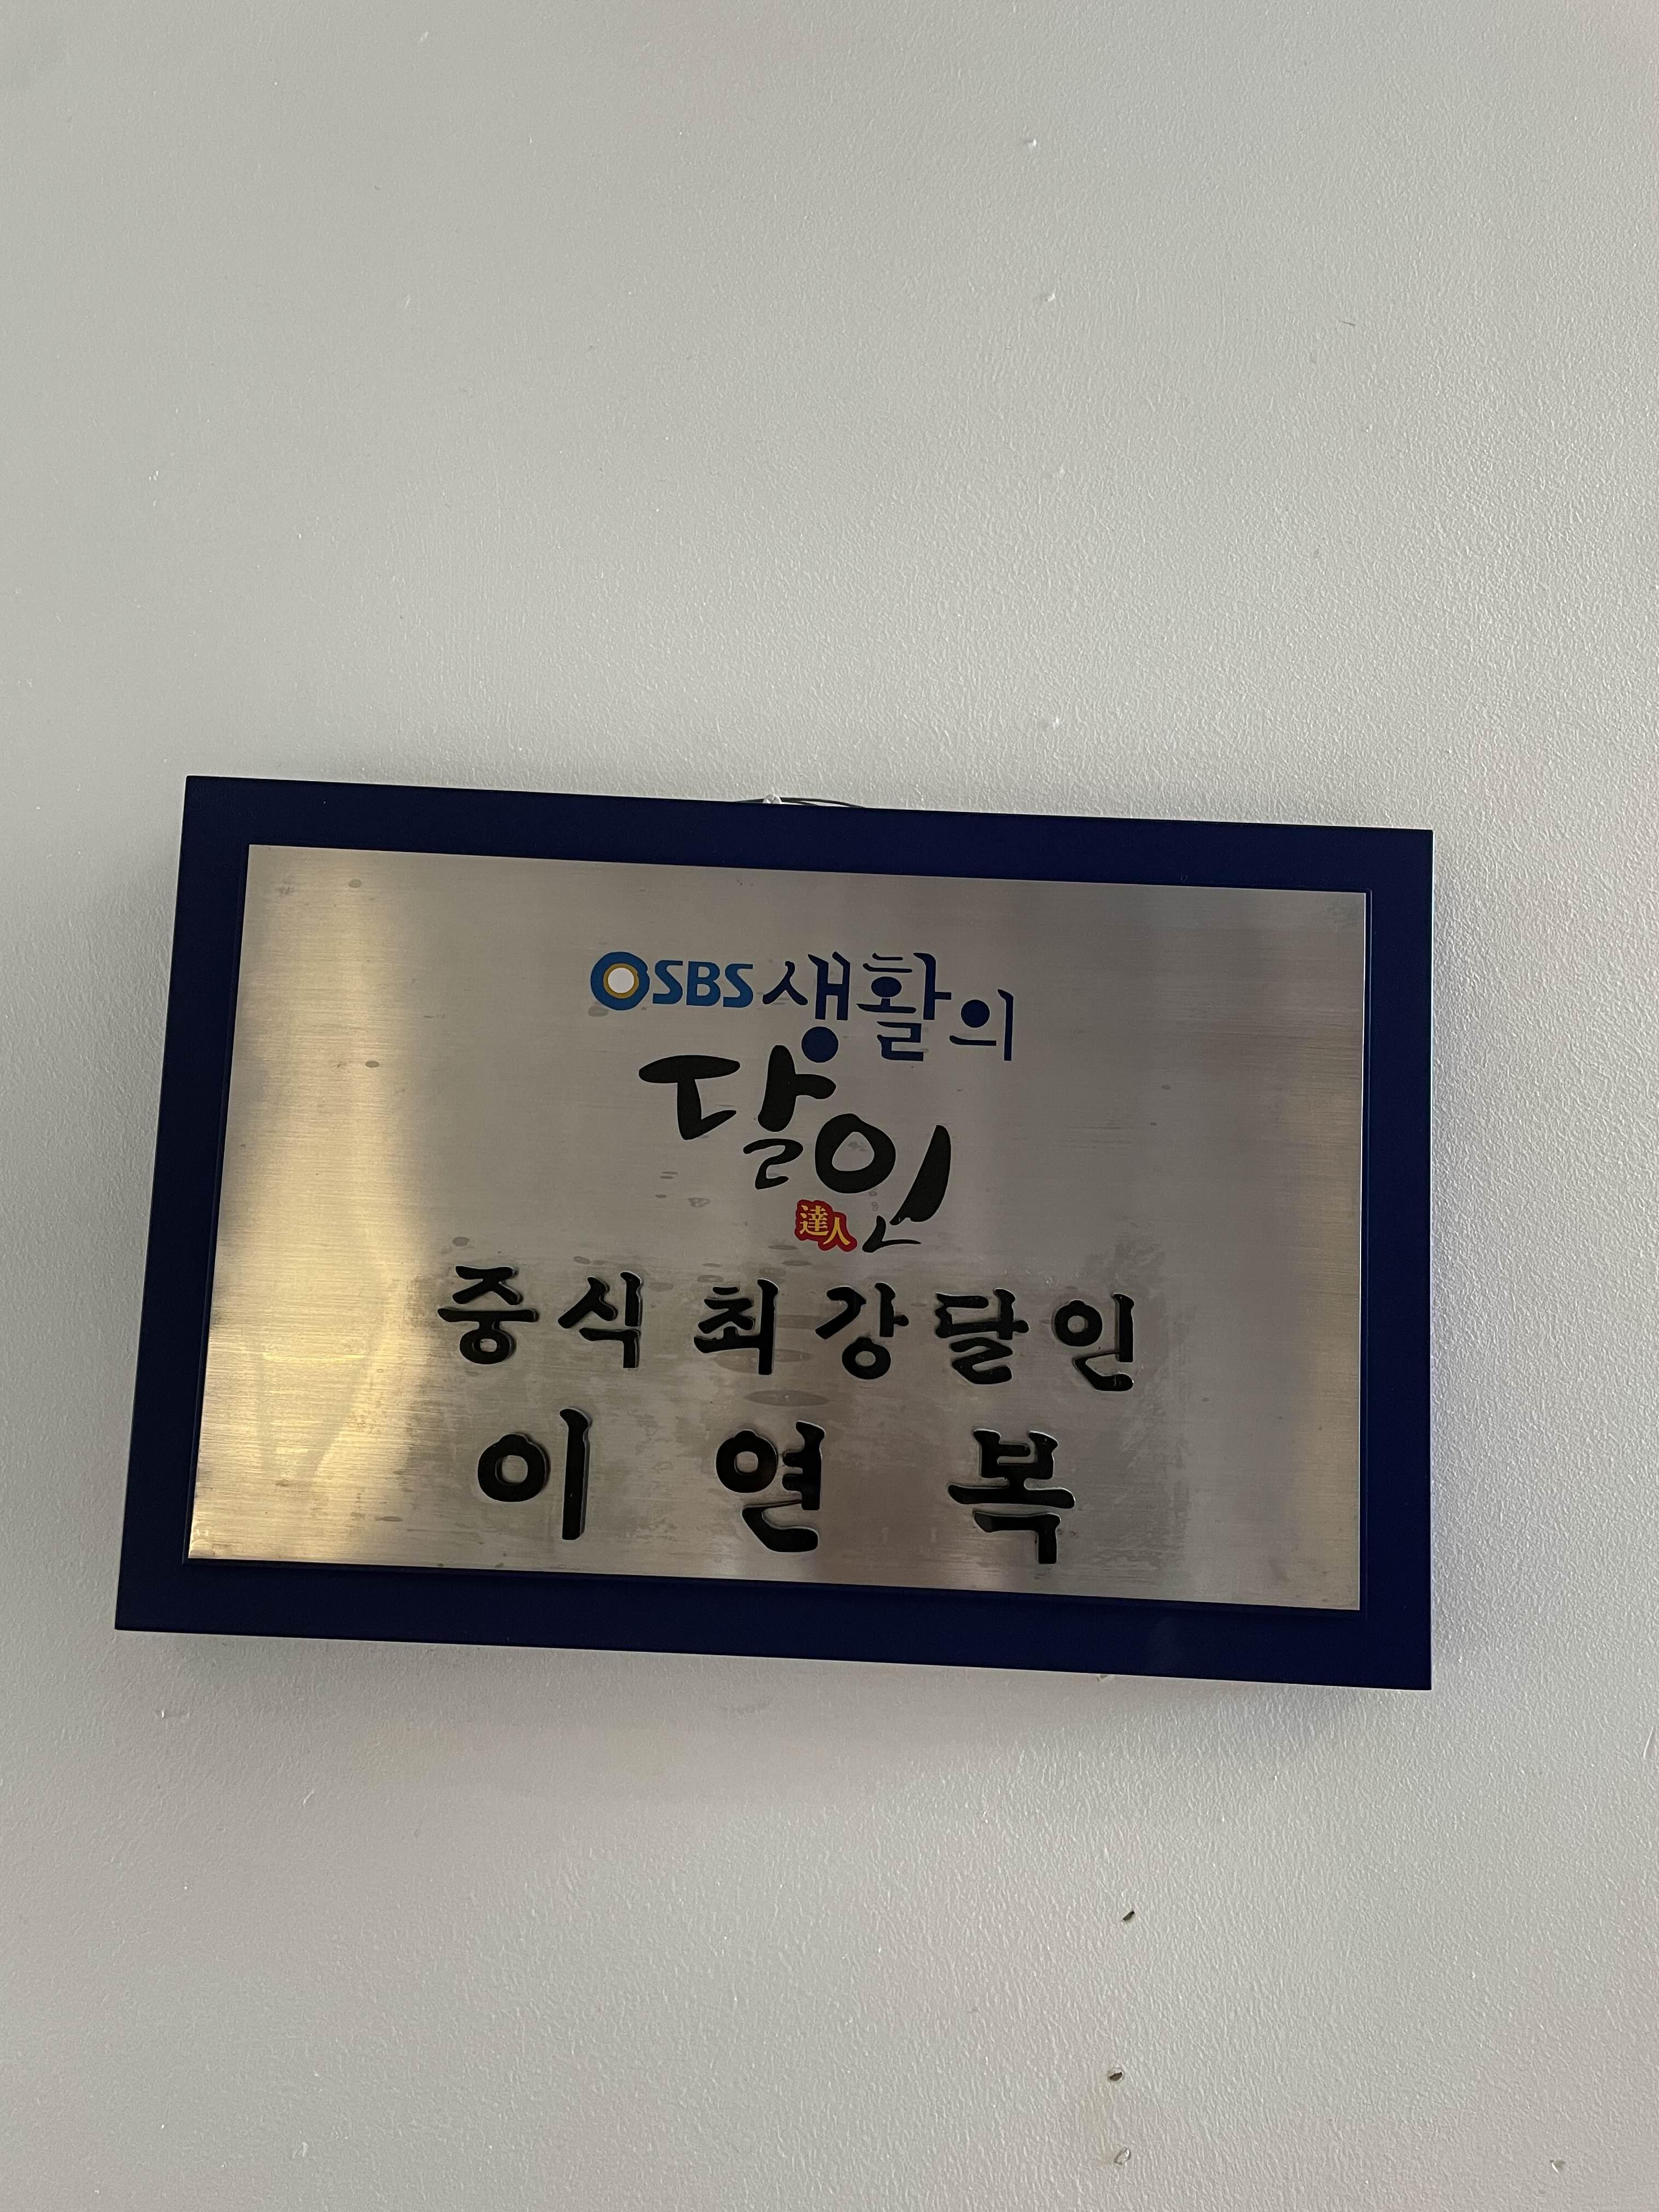 SBS 생활의
달인
達人
중식 최강달인
이연복